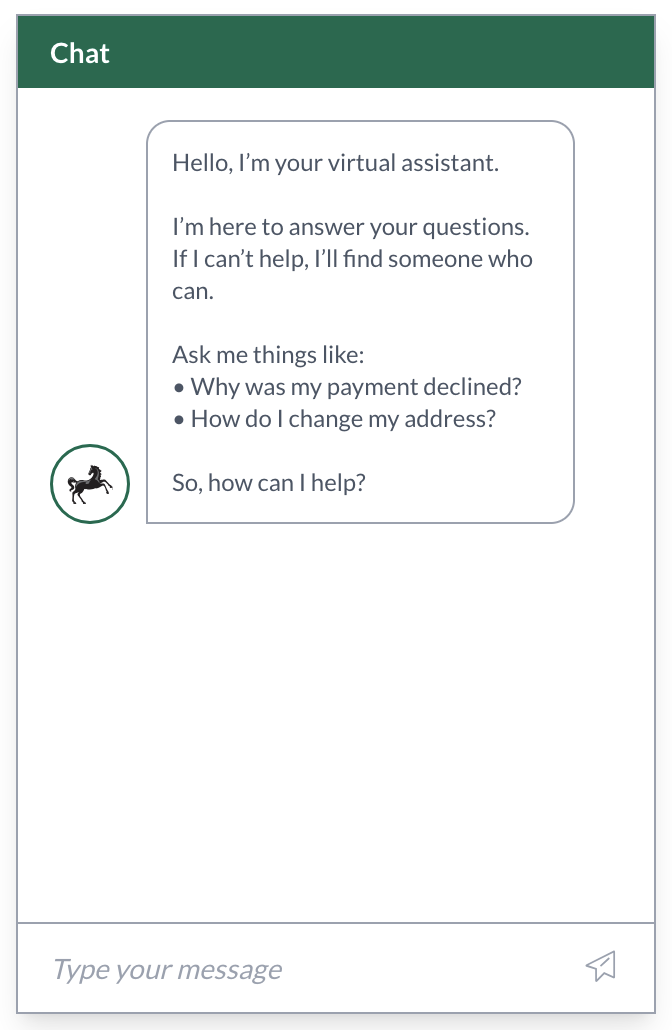 Chat
Hello, I’m your virtual assistant.
I’m here to answer your questions.
If I can’t help, I’ll find someone who
can.
Ask me things like:
• Why was my payment declined?
• How do I change my address?
So, how can I help?
Type your message